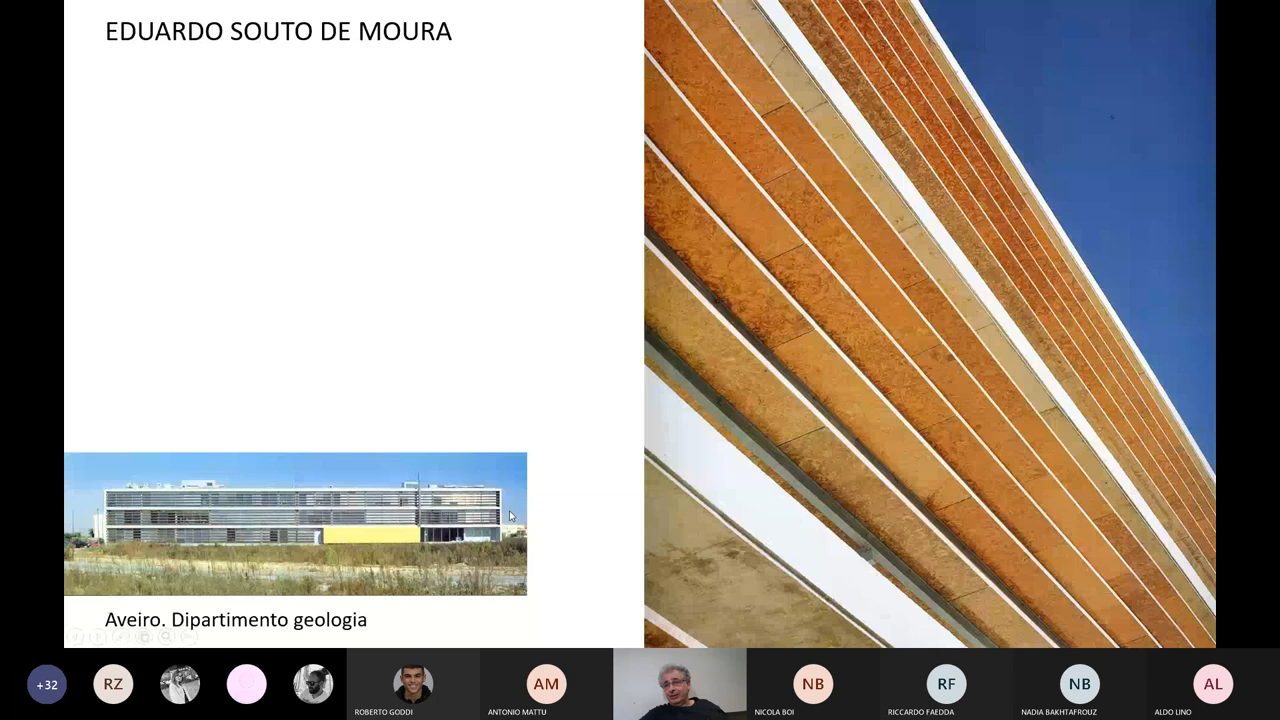 EDUARDO SOUTO DE MOURA
Aveiro. Dipartimento geologia
+32
RZ
ROBERTO GODDI
AM
ANTONIO MATTU
NB
NICOLA BOI
RF
RICCARDO FAEDDA
NB
NADIA BAKHTAFROUZ
AL
ALDO LINO